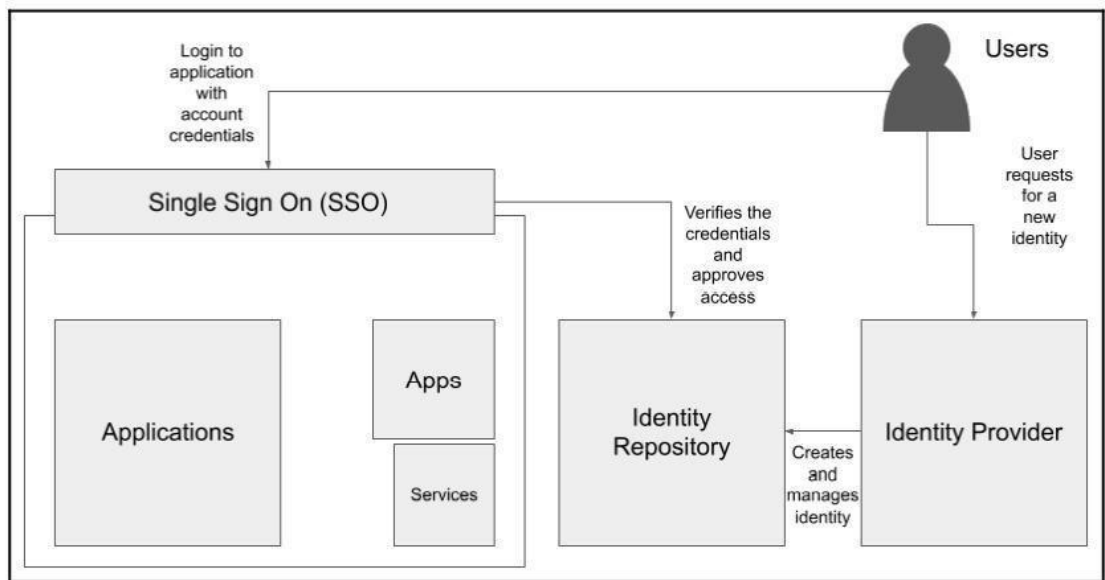 Login to
application
with
account
credentials
Users
User
requests
for a
new
identity
Single Sign On (SSO)
Verifies the
credentials
and
approves
access
Applications
Apps
Services
Identity
Repository
Creates
and
manages
identity
Identity Provider